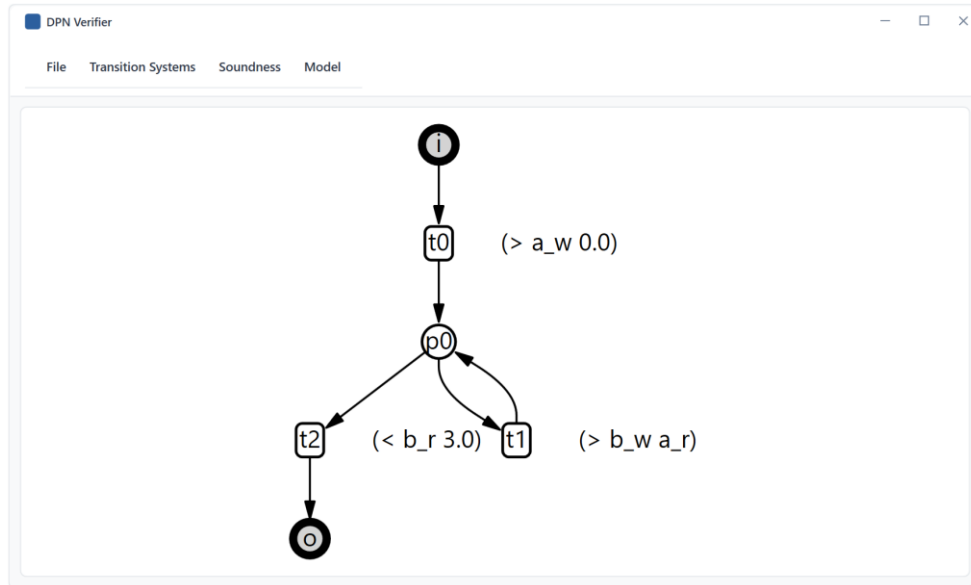 DPN Verifier
File Transition Systems Soundness Model
i
t0 (> a_w 0.0)
p0
t2 (< b_r 3.0) t1 (> b_w a_r)
o